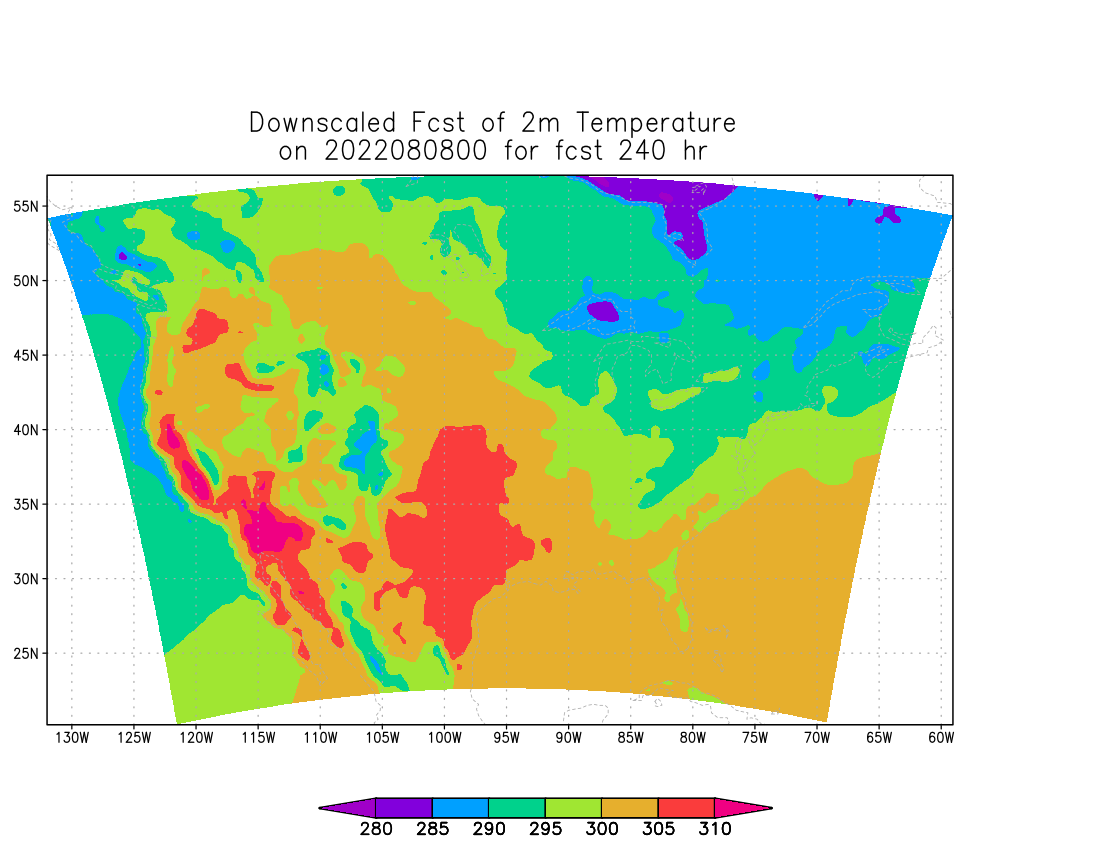 Downscaled Fcst of 2m Temperature
on 2022080800 for fcst 240 hr
55N
50N
45N
40N
35N
30N
25N
130W 125W 120W 115W 110W 105W 100W 95W 90W 85W 80W 75W 70W 65W 60W
280 285 290 295 300 305 310